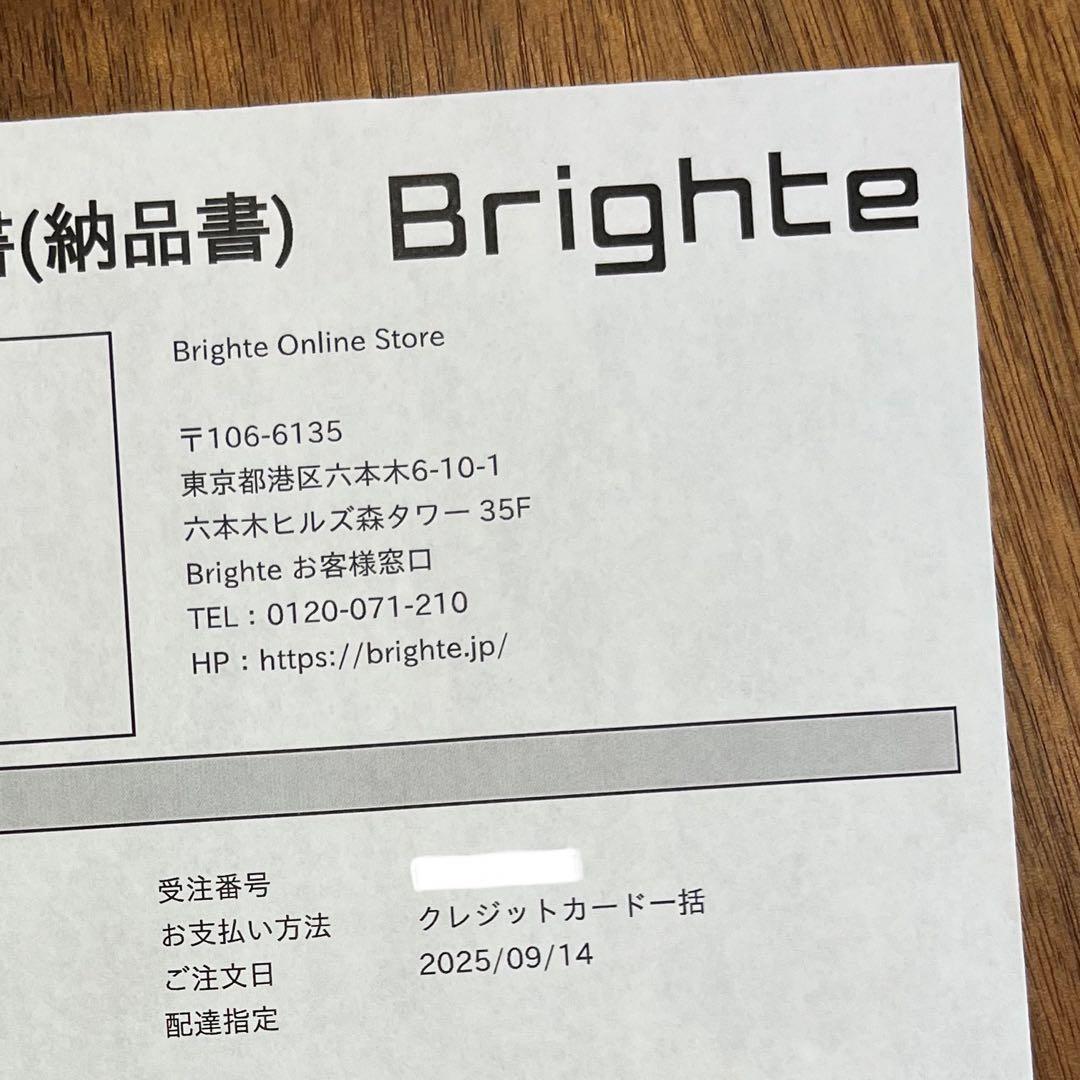 (納品書)
Brighte
Brighte Online Store
〒106-6135
東京都港区六本木6-10-1
六本木ヒルズ森タワー 35F
Brighte お客様窓口
TEL：0120-071-210
HP：https://brighte.jp/
受注番号
お支払い方法 クレジットカード一括
ご注文日 2025/09/14
配達指定